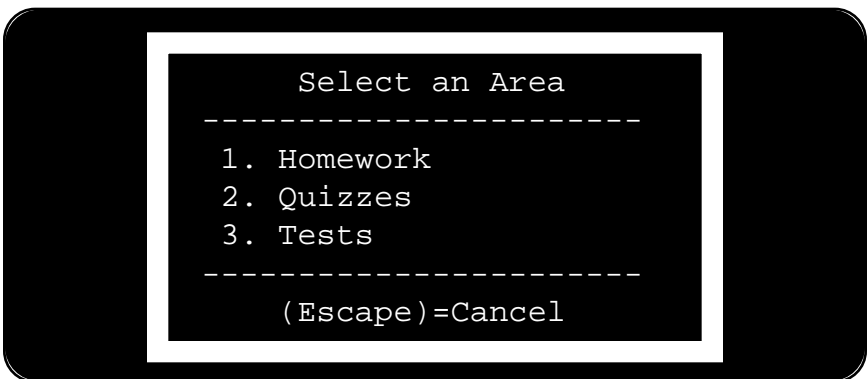 Select an Area
-----------------------
1. Homework
2. Quizzes
3. Tests
-----------------------
(Escape)=Cancel